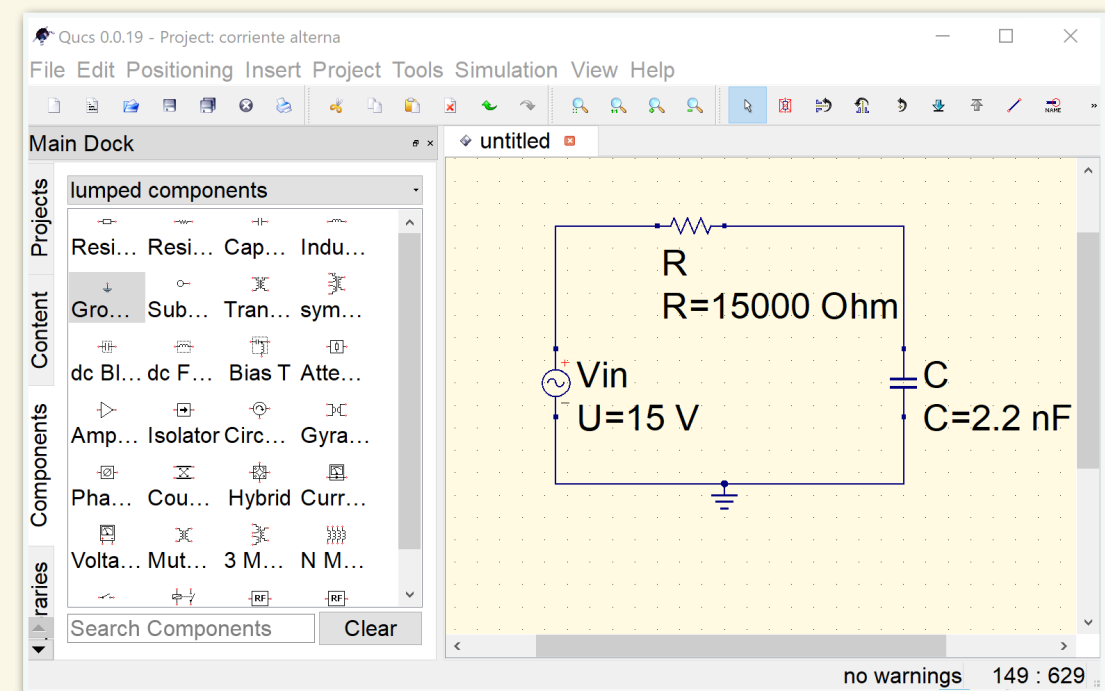 Qucs 0.0.19 - Project: corriente alterna
File Edit Positioning Insert Project Tools Simulation View Help
NAME
»
Main Dock
untitled
Projects
Content
Components
raries
lumped components
Resi... Resi... Cap... Indu...
Gro... Sub... Tran... sym...
dc Bl... dc F... Bias T Atte...
Amp... Isolator Circ... Gyra...
Pha... Cou... Hybrid Curr...
Volta... Mut... 3 M... N M...
RF RF
Search Components Clear
R
R=15000 Ohm
+
Vin
−
U=15 V
C
C=2.2 nF
no warnings 149 : 629